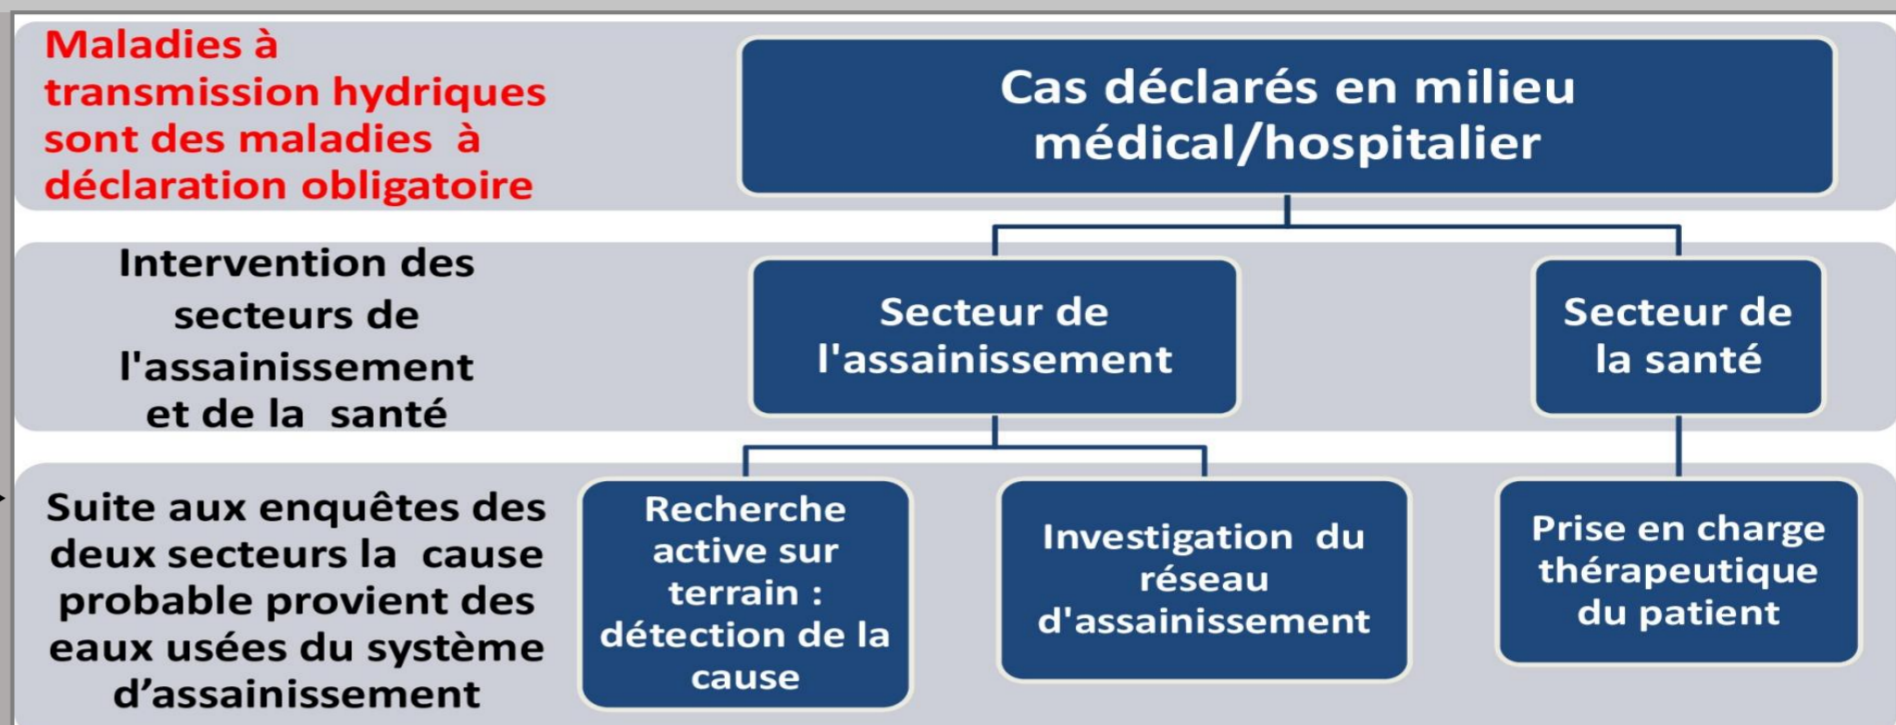 Maladies à
transmission hydriques
sont des maladies à
déclaration obligatoire
Cas déclarés en milieu
médical/hospitalier
Intervention des
secteurs de
l'assainissement
et de la santé
Secteur de
l'assainissement
Secteur de
la santé
Suite aux enquêtes des
deux secteurs la cause
probable provient des
eaux usées du système
d’assainissement
Recherche
active sur
terrain :
détection de la
cause
Investigation du
réseau
d'assainissement
Prise en charge
thérapeutique
du patient